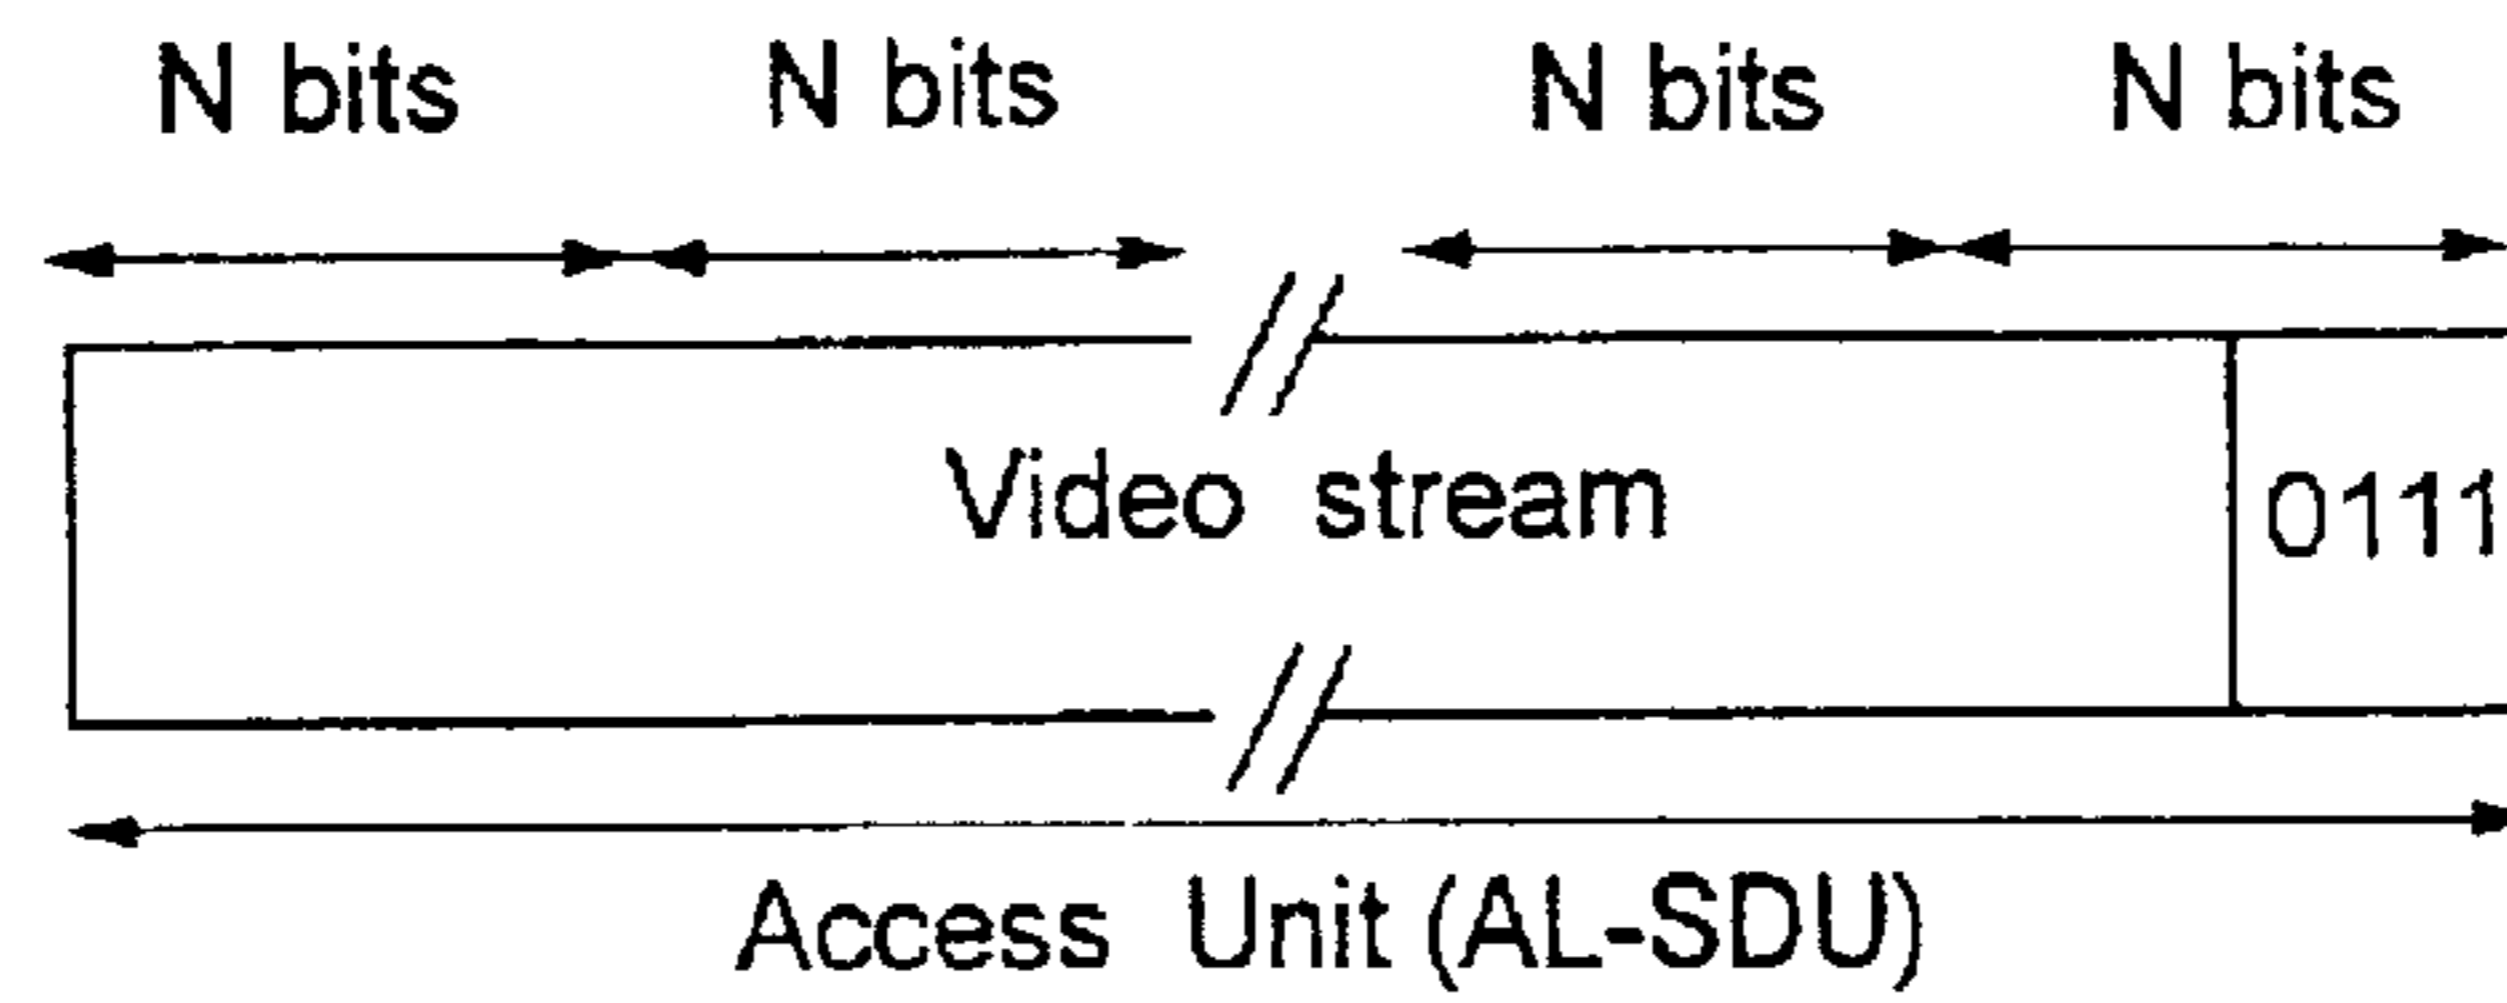 N bits N bits N bits N bits
Video stream 0111
Access Unit (AL-SDU)